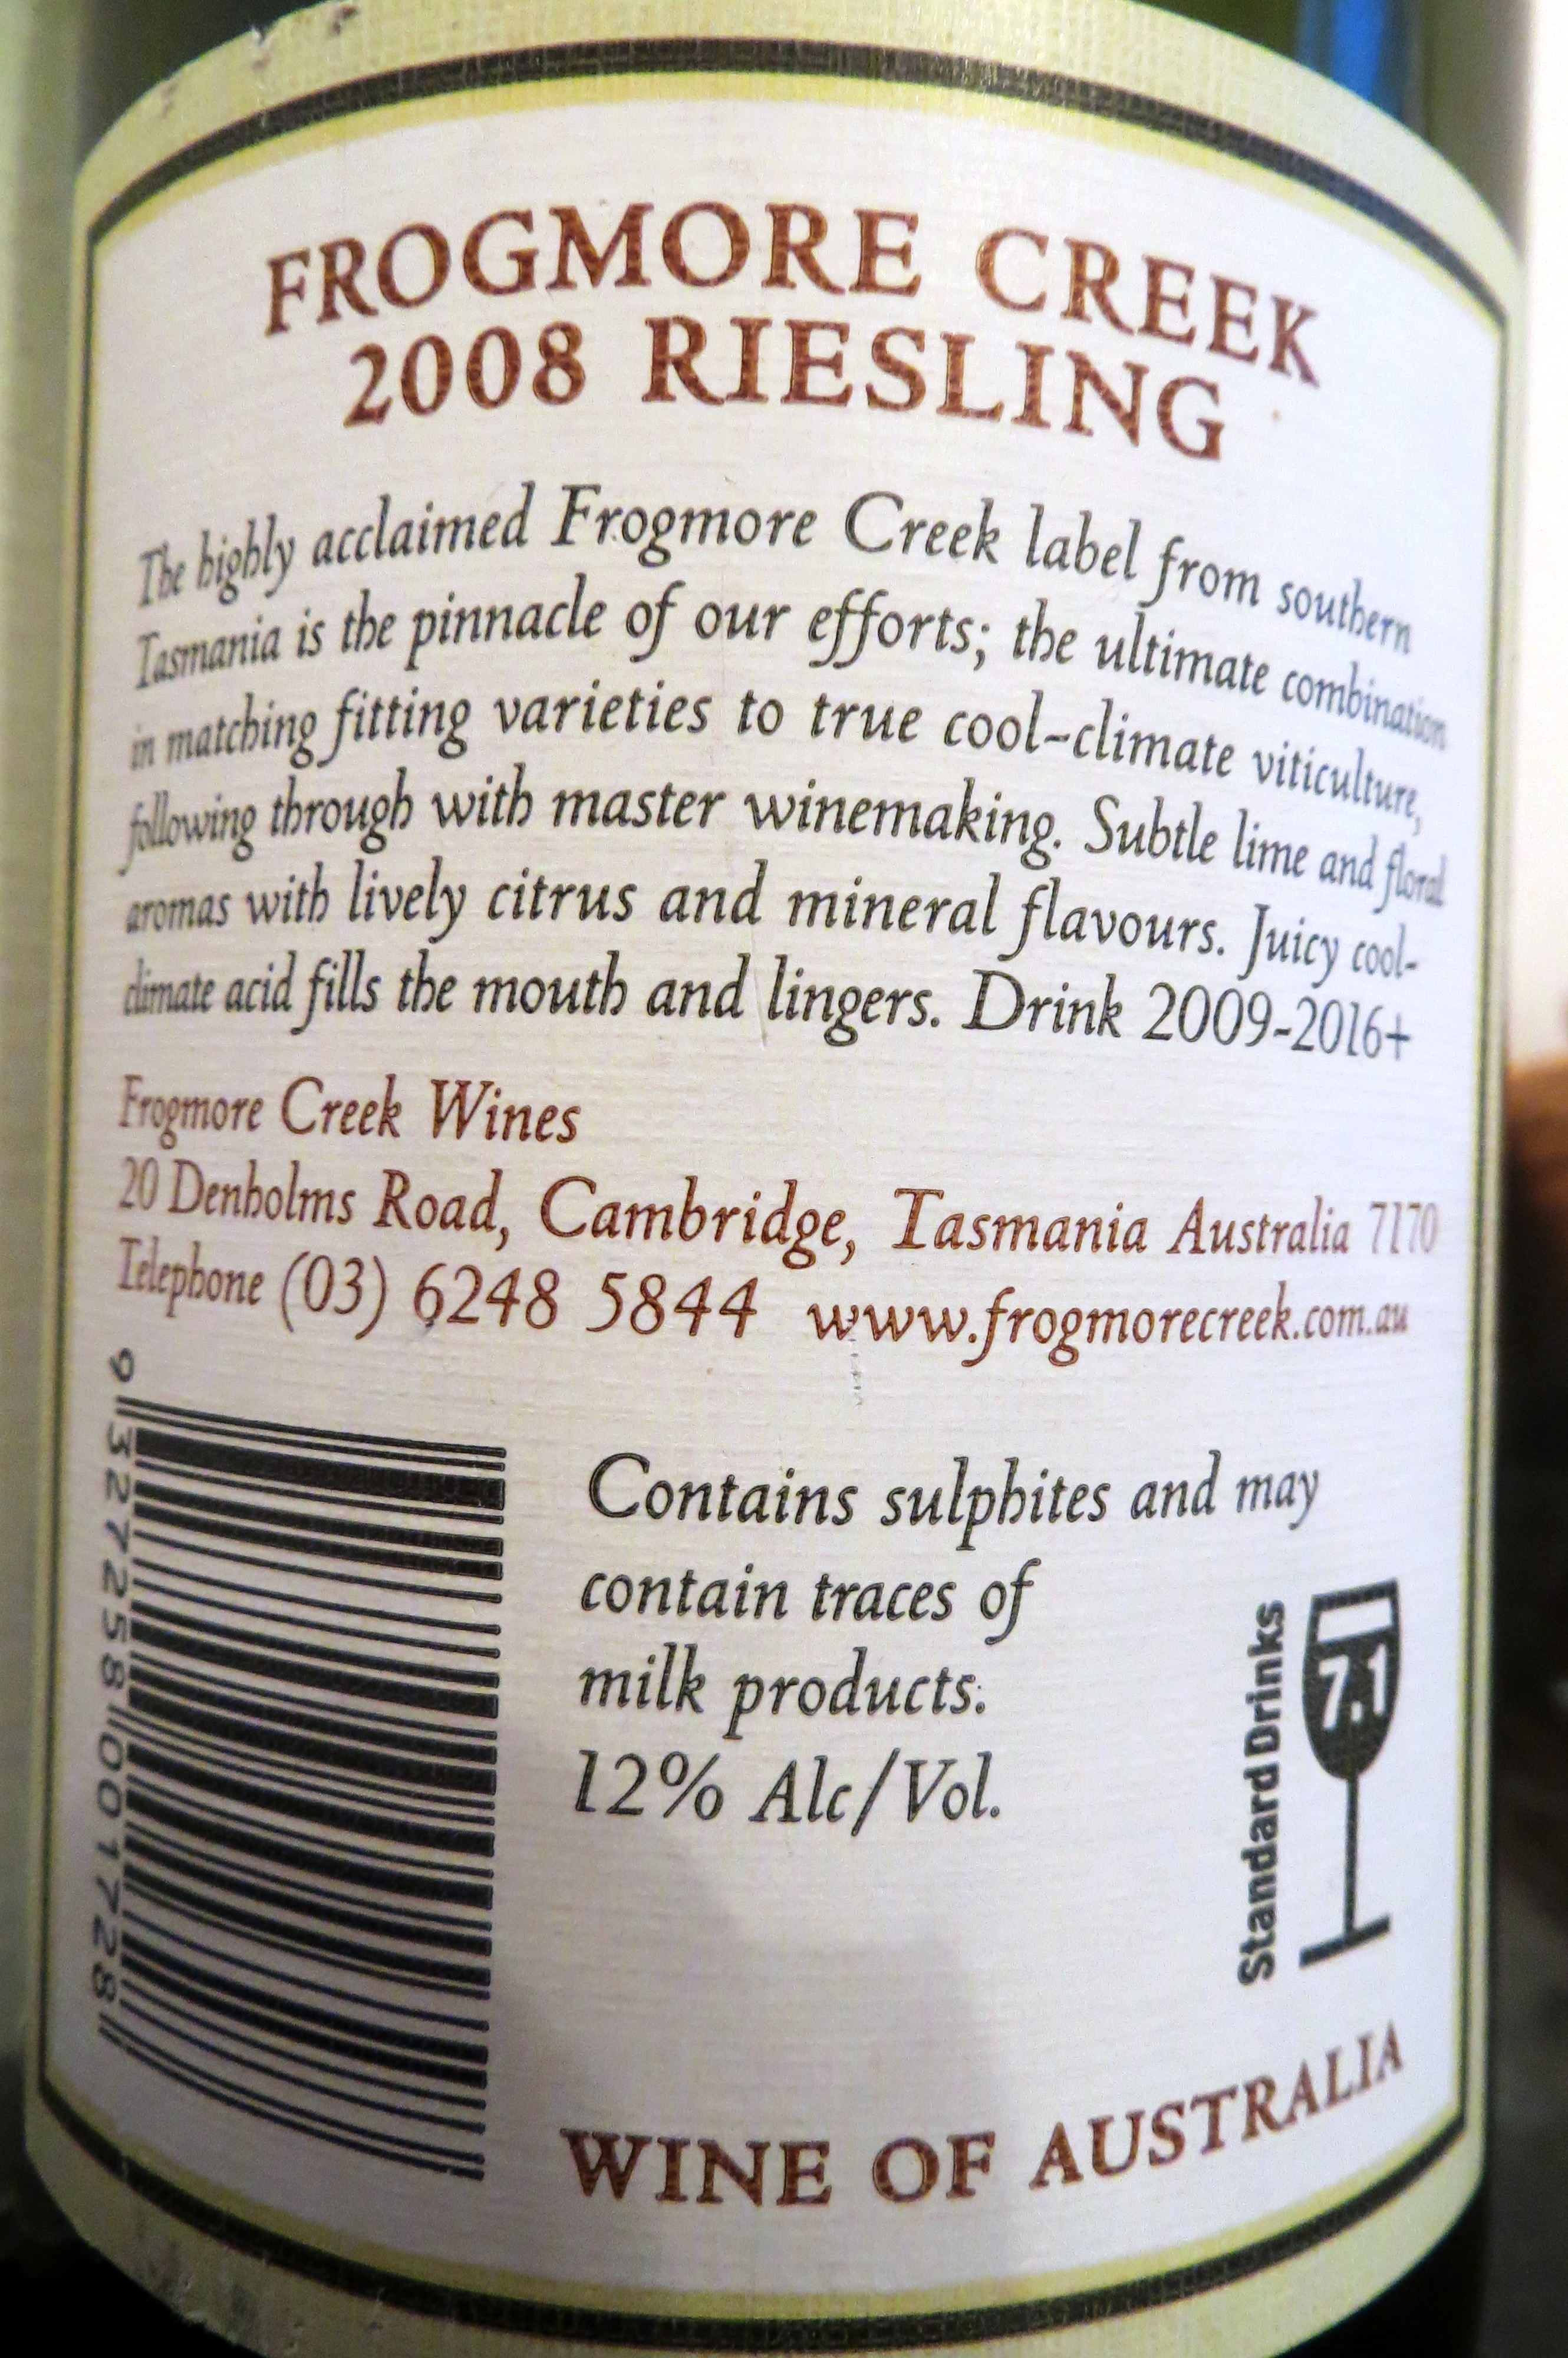 FROGMORE CREEK
2008 RIESLING
The highly acclaimed Frogmore Creek label from southern
Tasmania is the pinnacle of our efforts; the ultimate combination
in matching fitting varieties to true cool-climate viticulture,
following through with master winemaking. Subtle lime and floral
aromas with lively citrus and mineral flavours. Juicy cool-
climate acid fills the mouth and lingers. Drink 2009-2016+
Frogmore Creek Wines
20 Denholms Road, Cambridge, Tasmania Australia 7170
Telephone (03) 6248 5844 www.frogmorecreek.com.au
9 327258 001728
Contains sulphites and may
contain traces of
milk products.
12% Alc/Vol.
7.1
Standard Drinks
WINE OF AUSTRALIA